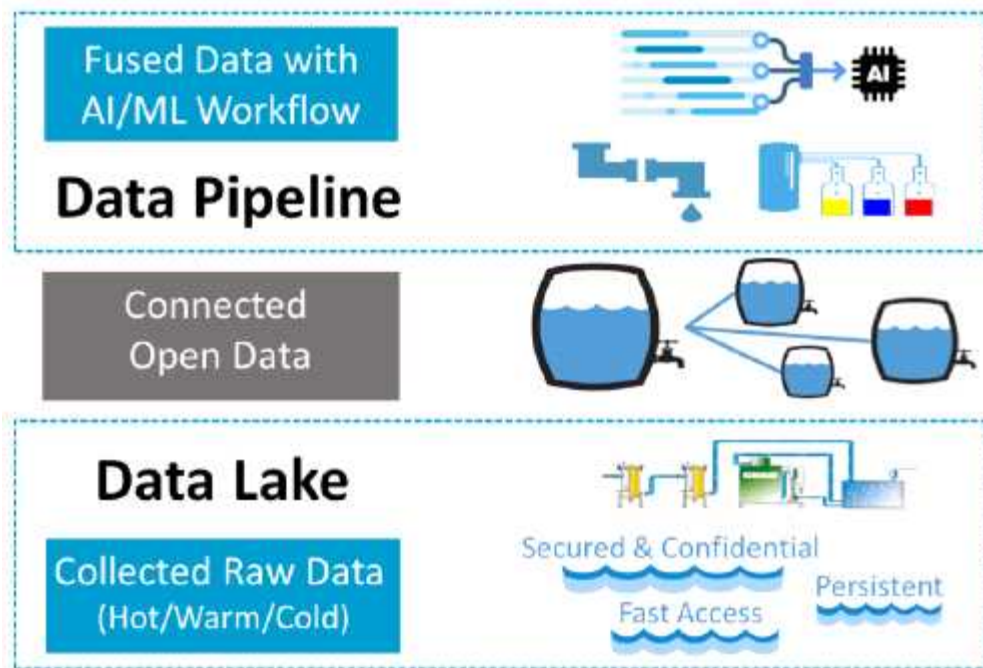 Fused Data with
AI/ML Workflow
AI
Data Pipeline
Connected
Open Data
Data Lake
Collected Raw Data
(Hot/Warm/Cold)
Secured & Confidential
Persistent
Fast Access